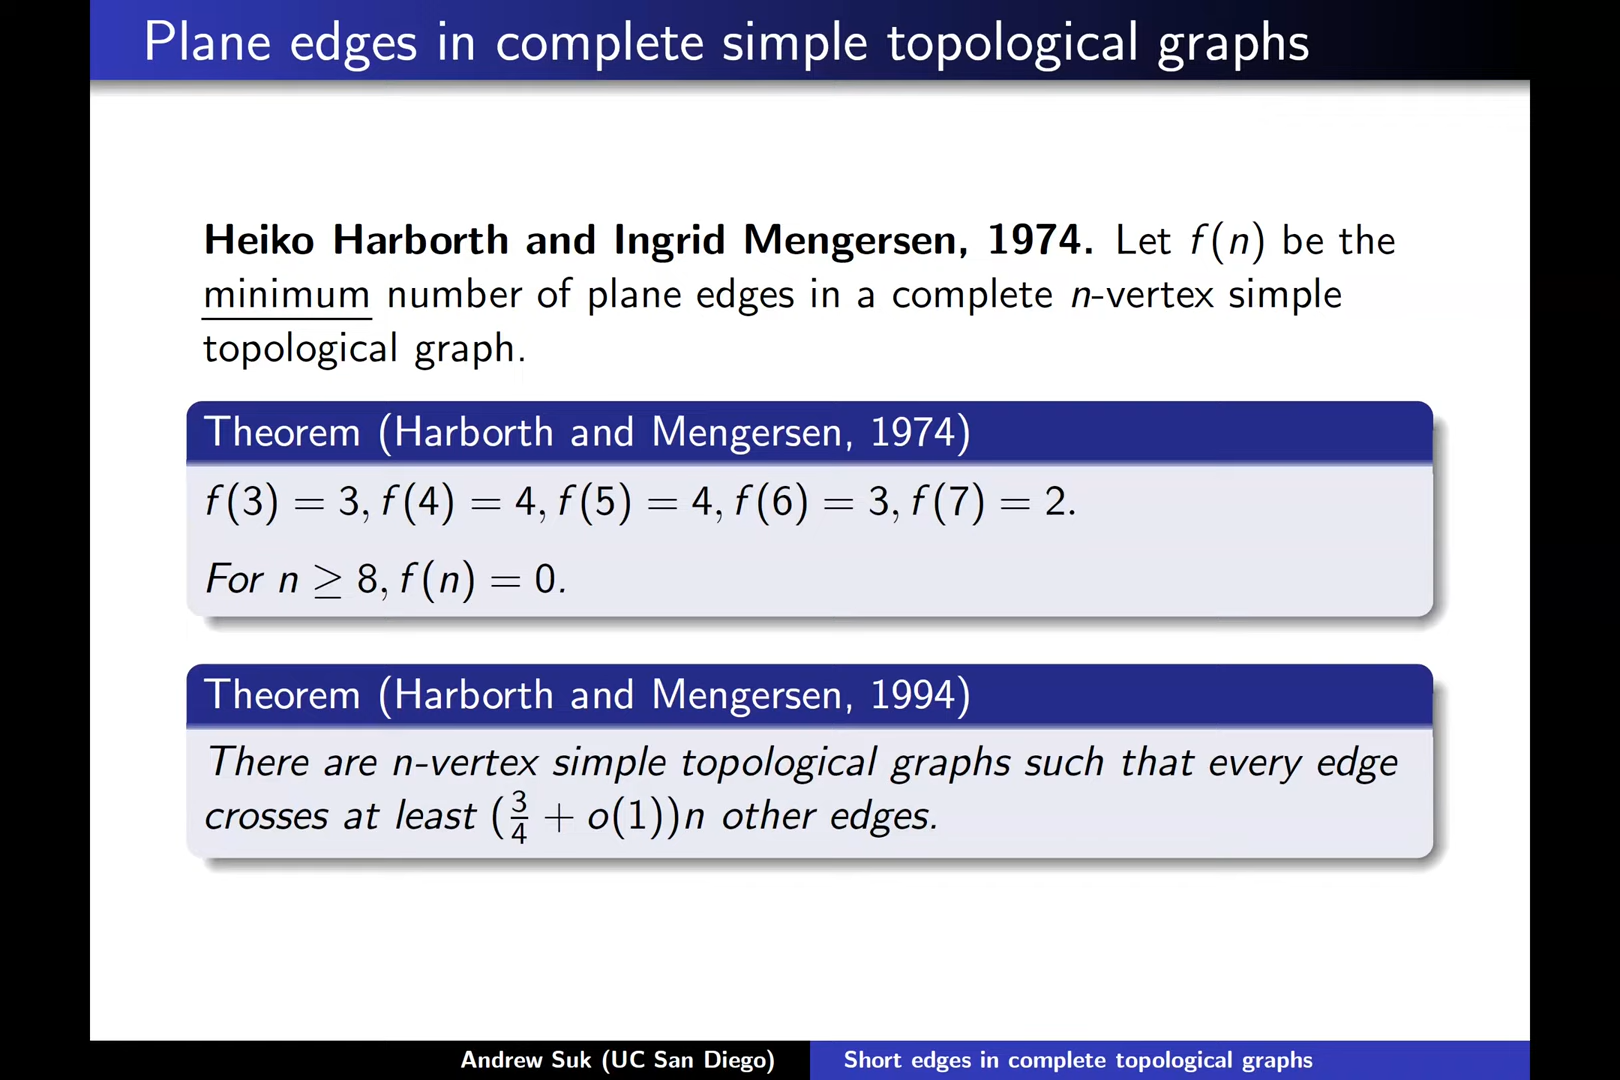 Plane edges in complete simple topological graphs
Heiko Harborth and Ingrid Mengersen, 1974. Let f(n) be the
minimum number of plane edges in a complete n-vertex simple
topological graph.
Theorem (Harborth and Mengersen, 1974)
f(3) = 3, f(4) = 4, f(5) = 4, f(6) = 3, f(7) = 2.
For n ≥ 8, f(n) = 0.
Theorem (Harborth and Mengersen, 1994)
There are n-vertex simple topological graphs such that every edge
crosses at least (3/4 + o(1))n other edges.
Andrew Suk (UC San Diego) Short edges in complete topological graphs